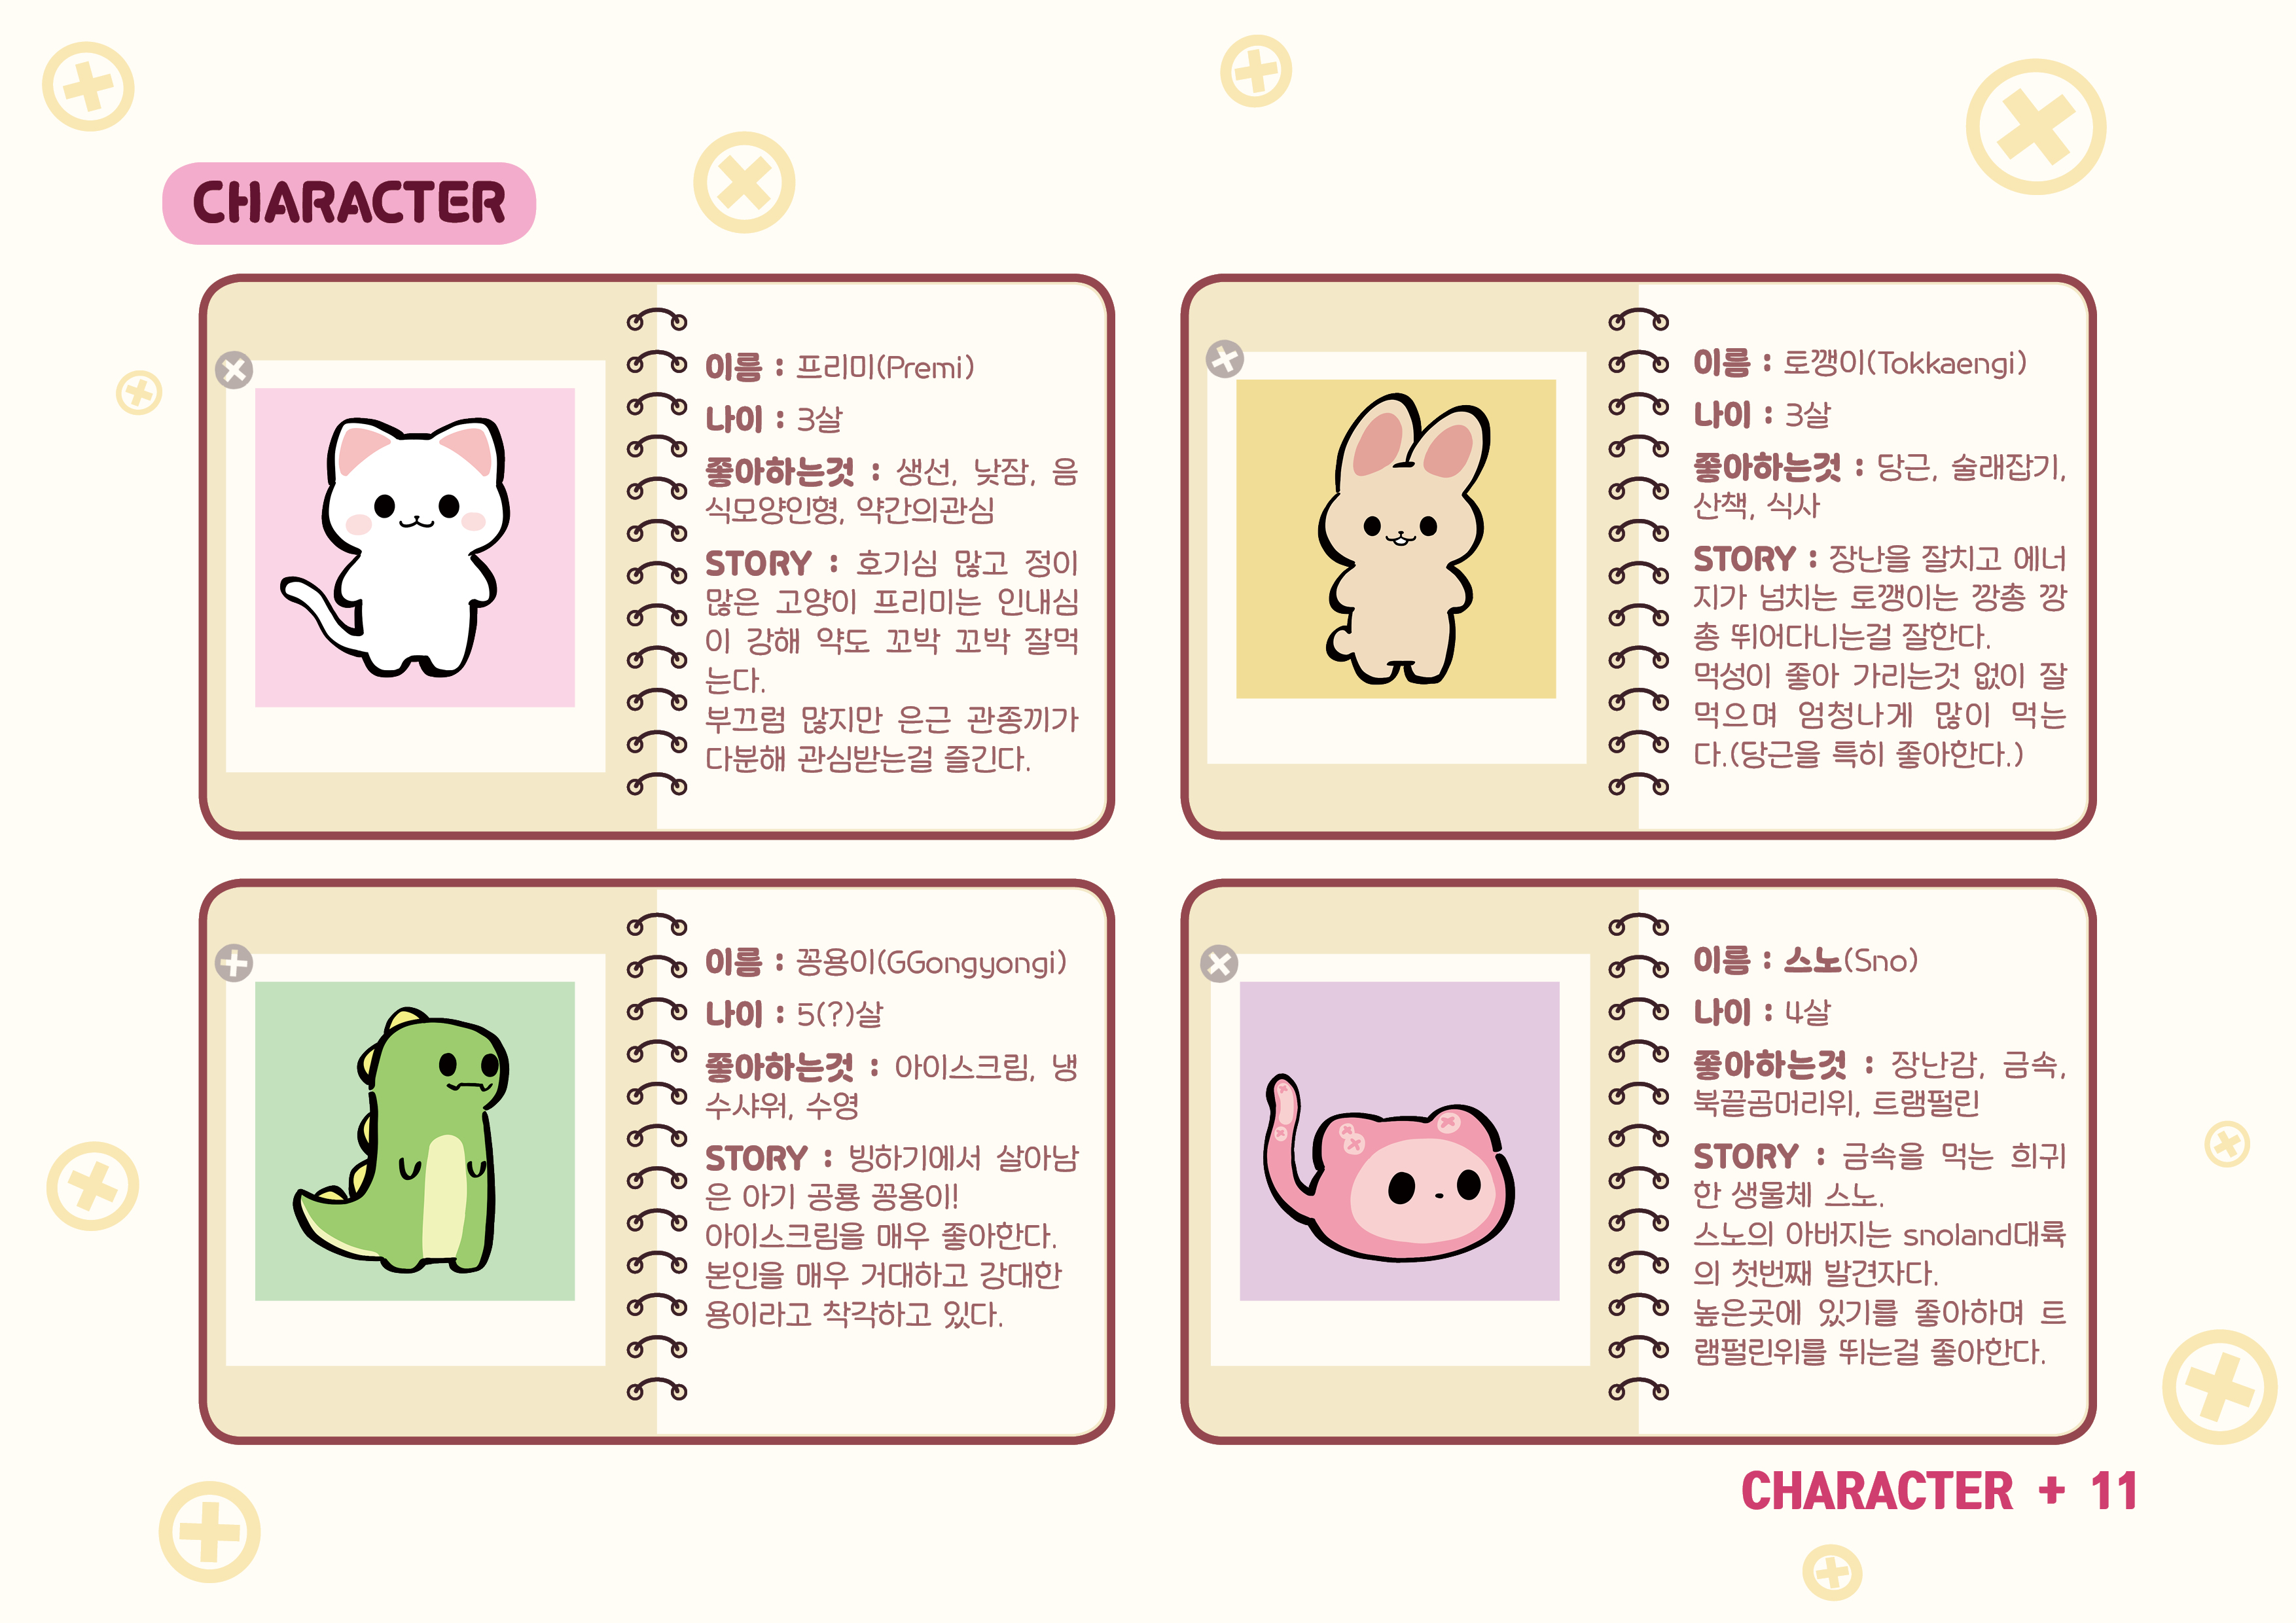 CHARACTER
이름 : 프리미(Premi)
나이 : 3살
좋아하는것 : 생선, 낮잠, 음
식모양인형, 약간의관심
STORY : 호기심 많고 정이
많은 고양이 프리미는 인내심
이 강해 약도 꼬박 꼬박 잘먹
는다.
부끄럼 많지만 은근 관종끼가
다분해 관심받는걸 즐긴다.
이름 : 토깽이(Tokkaengi)
나이 : 3살
좋아하는것 : 당근, 술래잡기,
산책, 식사
STORY : 장난을 잘치고 에너
지가 넘치는 토깽이는 깡총 깡
총 뛰어다니는걸 잘한다.
먹성이 좋아 가리는것 없이 잘
먹으며 엄청나게 많이 먹는
다.(당근을 특히 좋아한다.)
이름 : 꽁용이(GGongyongi)
나이 : 5(?)살
좋아하는것 : 아이스크림, 냉
수샤워, 수영
STORY : 빙하기에서 살아남
은 아기 공룡 꽁용이!
아이스크림을 매우 좋아한다.
본인을 매우 거대하고 강대한
용이라고 착각하고 있다.
이름 : 스노(Sno)
나이 : 4살
좋아하는것 : 장난감, 금속,
북끝곰머리위, 트램펄린
STORY : 금속을 먹는 희귀
한 생물체 스노.
스노의 아버지는 snoland대륙
의 첫번째 발견자다.
높은곳에 있기를 좋아하며 트
램펄린위를 뛰는걸 좋아한다.
CHARACTER + 11